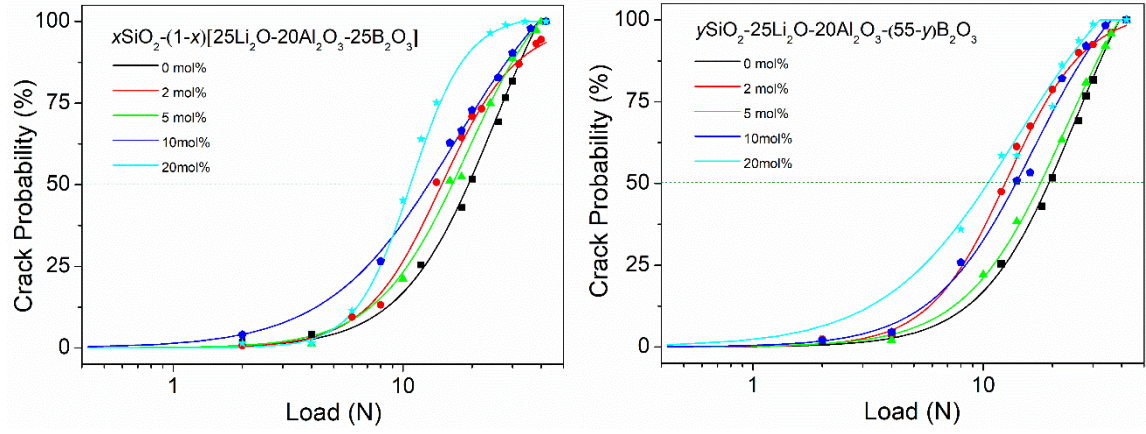 xSiO₂-(1-x)[25Li₂O-20Al₂O₃-25B₂O₃]
0 mol%
2 mol%
5 mol%
10mol%
20mol%
Crack Probability (%)
100
75
50
25
0
1
10
Load (N)
ySiO₂-25Li₂O-20Al₂O₃-(55-y)B₂O₃
0 mol%
2 mol%
5 mol%
10 mol%
20mol%
Crack Probability (%)
100
75
50
25
0
1
10
Load (N)